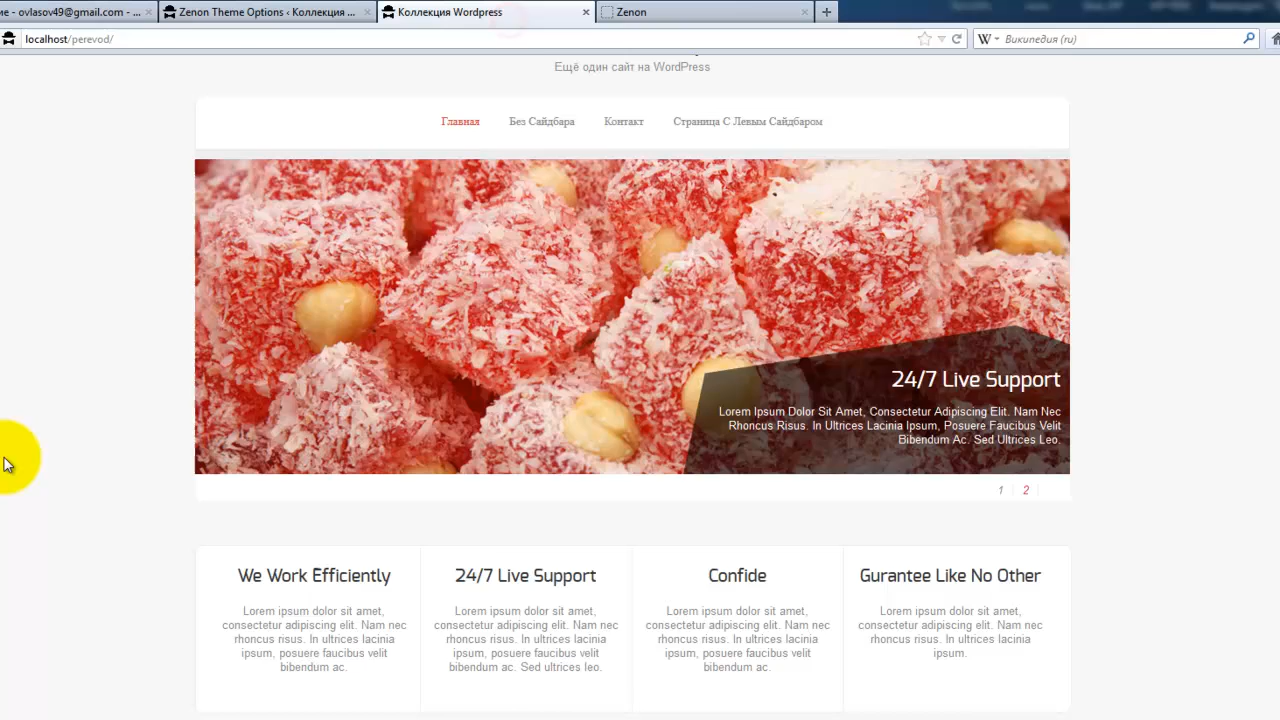 ие - ovlasov49@gmail.com - ...
Zenon Theme Options ‹ Коллекция ...
Коллекция Wordpress
Zenon
localhost/perevod/
Википедия (ru)
Ещё один сайт на WordPress
Главная
Без Сайдбара
Контакт
Страница С Левым Сайдбаром
24/7 Live Support
Lorem Ipsum Dolor Sit Amet, Consectetur Adipiscing Elit. Nam Nec
Rhoncus Risus. In Ultrices Lacinia Ipsum, Posuere Faucibus Velit
Bibendum Ac. Sed Ultrices Leo.
1
2
We Work Efficiently
Lorem ipsum dolor sit amet,
consectetur adipiscing elit. Nam nec
rhoncus risus. In ultrices lacinia
ipsum, posuere faucibus velit
bibendum ac.
24/7 Live Support
Lorem ipsum dolor sit amet,
consectetur adipiscing elit. Nam nec
rhoncus risus. In ultrices lacinia
ipsum, posuere faucibus velit
bibendum ac. Sed ultrices leo.
Confide
Lorem ipsum dolor sit amet,
consectetur adipiscing elit. Nam nec
rhoncus risus. In ultrices lacinia
ipsum, posuere faucibus velit
bibendum ac.
Gurantee Like No Other
Lorem ipsum dolor sit amet,
consectetur adipiscing elit. Nam nec
rhoncus risus. In ultrices lacinia
ipsum.